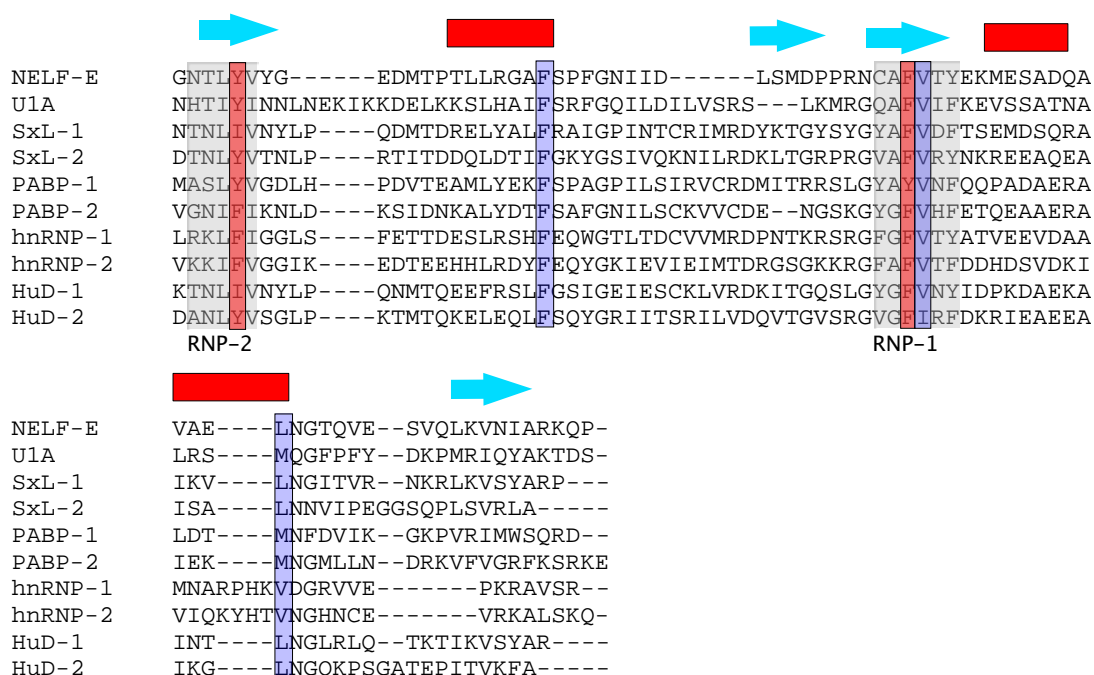 NELF-E GNTLYVYG------EDMTPTLLRGAFSPFGNIID------LSMDPPRNCAFVTYEKMESADQA
U1A NHTIYINNLNEKIKKDELKKSLHAIFSRFGQILDILVSRS---LKMRGQAFVIFKEVSSATNA
SxL-1 NTNLIVNYLP----QDMTDRELYALFRAIGPINTCRIMRDYKTGYSYGYAFVDFTSEMDSQRA
SxL-2 DTNLYVTNLP----RTITDDQLDTIFGKYGSIVQKNILRDKLTGRPRGVAFVRYNKREEAQEA
PABP-1 MASLYVGDLH----PDVTEAMLYEKFSPAGPILSIRVCRDMITRRSLGYAYVNFQQPADAERA
PABP-2 VGNIFIKNLD----KSIDNKALYDTFSAFGNILSCKVVCDE--NGSKGYGFVHFETQEAAERA
hnRNP-1 LRKLFIGGLS----FETTDESLRSHFEQWGTLTDCVVMRDPNTKRSRGFGFVTYATVEEVDAA
hnRNP-2 VKKIFVGGIK----EDTEEHHLRDYFEQYGKIEVIEIMTDRGSGKKRGFAFVTFDDHDSVDKI
HuD-1 KTNLIVNYLP----QNMTQEEFRSLFGSIGEIESCKLVRDKITGQSLGYGFVNYIDPKDAEKA
HuD-2 DANLYVSGLP----KTMTQKELEQLFSQYGRIITSRILVDQVTGVSRGVGFIRFDKRIEAEEA
RNP-2 RNP-1
NELF-E VAE----LNGTQVE--SVQLKVNIARKQP-
U1A LRS----MQGFPFY--DKPMRIQYAKTDS-
SxL-1 IKV----LNGITVR--NKRLKVSYARP---
SxL-2 ISA----LNNVIPEGGSQPLSVRLA-----
PABP-1 LDT----MNFDVIK--GKPVRIMWSQRD--
PABP-2 IEK----MNGMLLN--DRKVFVGRFKSRKE
hnRNP-1 MNARPHKVDGRVVE-------PKRAVSR--
hnRNP-2 VIQKYHTVNGHNCE-------VRKALSKQ-
HuD-1 INT----LNGLRLQ--TKTIKVSYAR----
HuD-2 IKG----LNGQKPSGATEPITVKFA-----